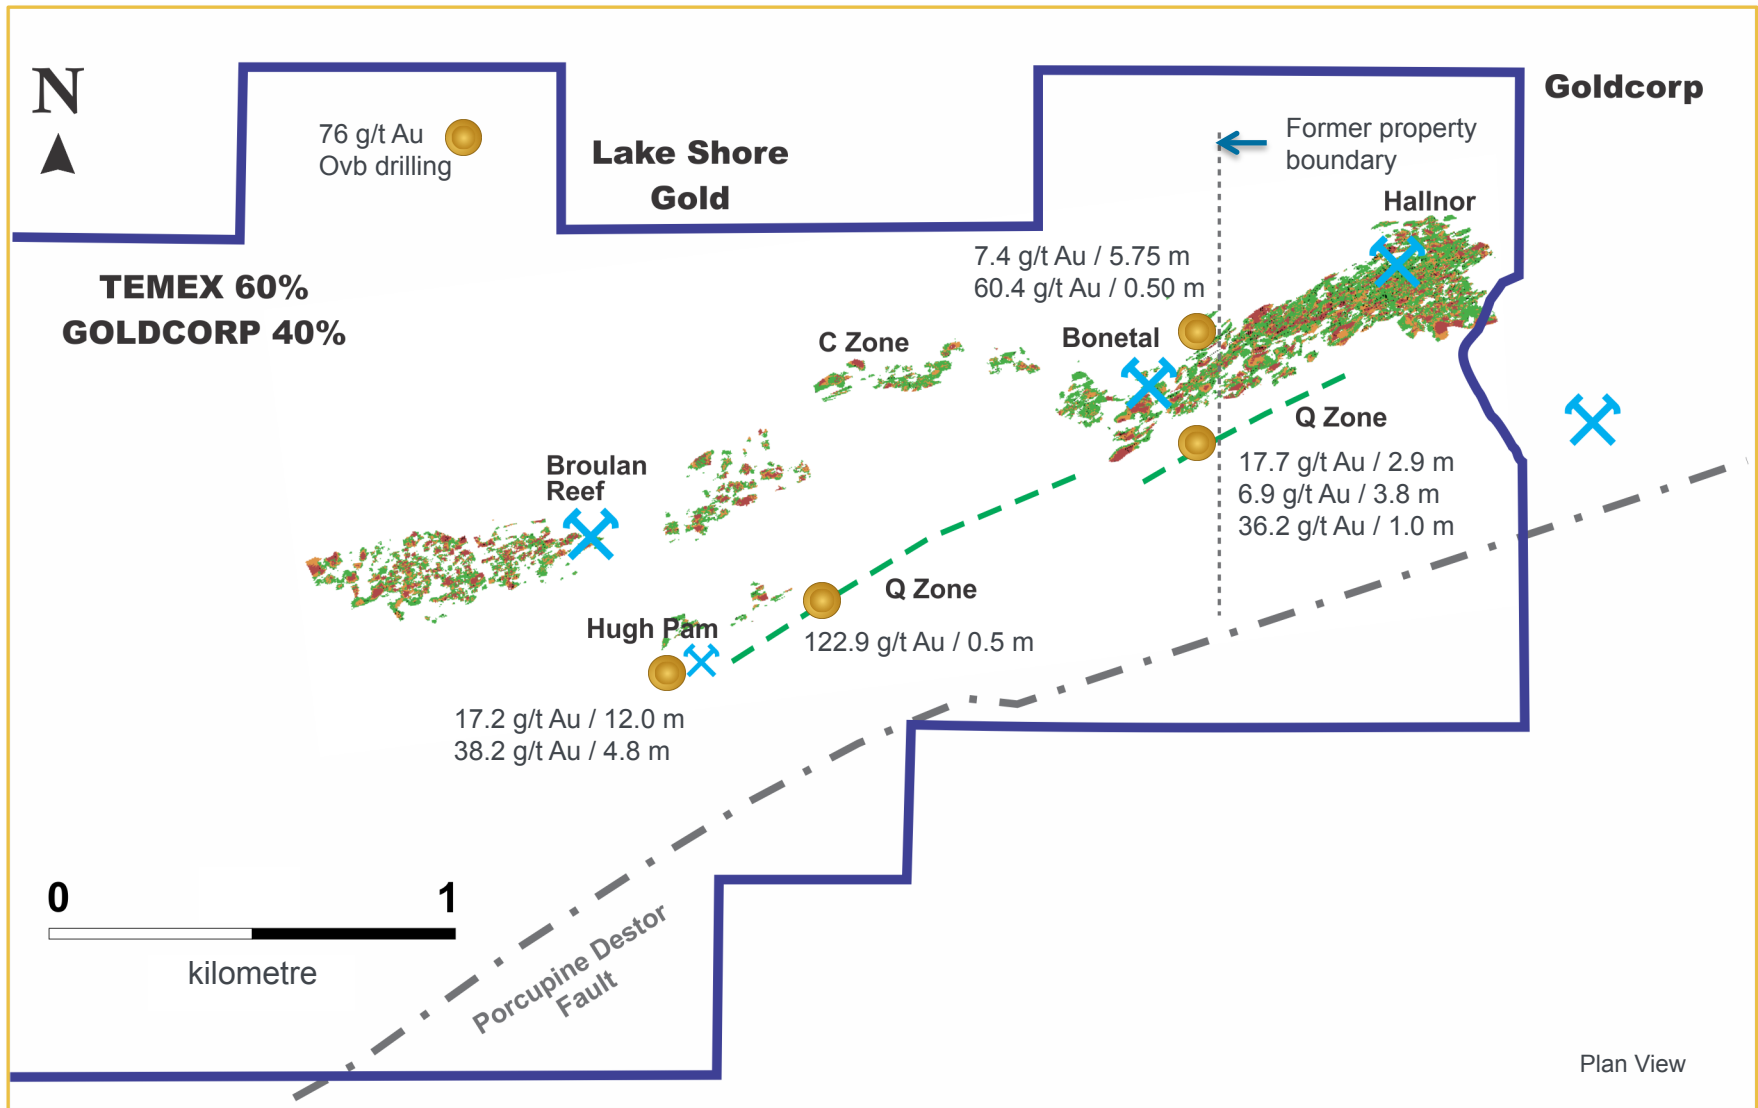 N
76 g/t Au
Ovb drilling
Lake Shore
Gold
Goldcorp
Former property
boundary
Hallnor
TEMEX 60%
GOLDCORP 40%
7.4 g/t Au / 5.75 m
60.4 g/t Au / 0.50 m
C Zone
Bonetal
Q Zone
17.7 g/t Au / 2.9 m
6.9 g/t Au / 3.8 m
36.2 g/t Au / 1.0 m
Broulan
Reef
Q Zone
122.9 g/t Au / 0.5 m
Hugh Pam
17.2 g/t Au / 12.0 m
38.2 g/t Au / 4.8 m
0 1
kilometre
Porcupine Destor
Fault
Plan View